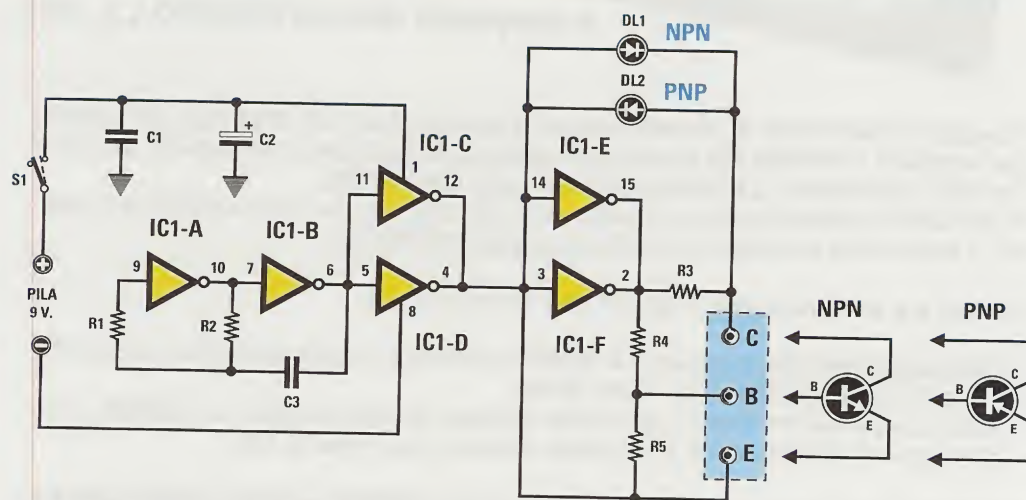 DL1 NPN
DL2 PNP
C1
+
C2
IC1-C
IC1-E
S1
1
11
12
14
15
IC1-A
IC1-B
9
10
7
6
5
4
3
2
R3
PILA
9 V.
R1
R2
8
IC1-D
IC1-F
R4
C
NPN
PNP
C3
B
B
C
E
B
C
E
R5
E